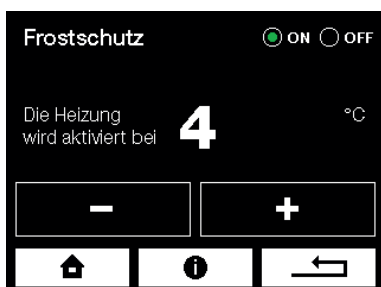 Frostschutz ON OFF
Die Heizung
wird aktiviert bei 4 °C
− +